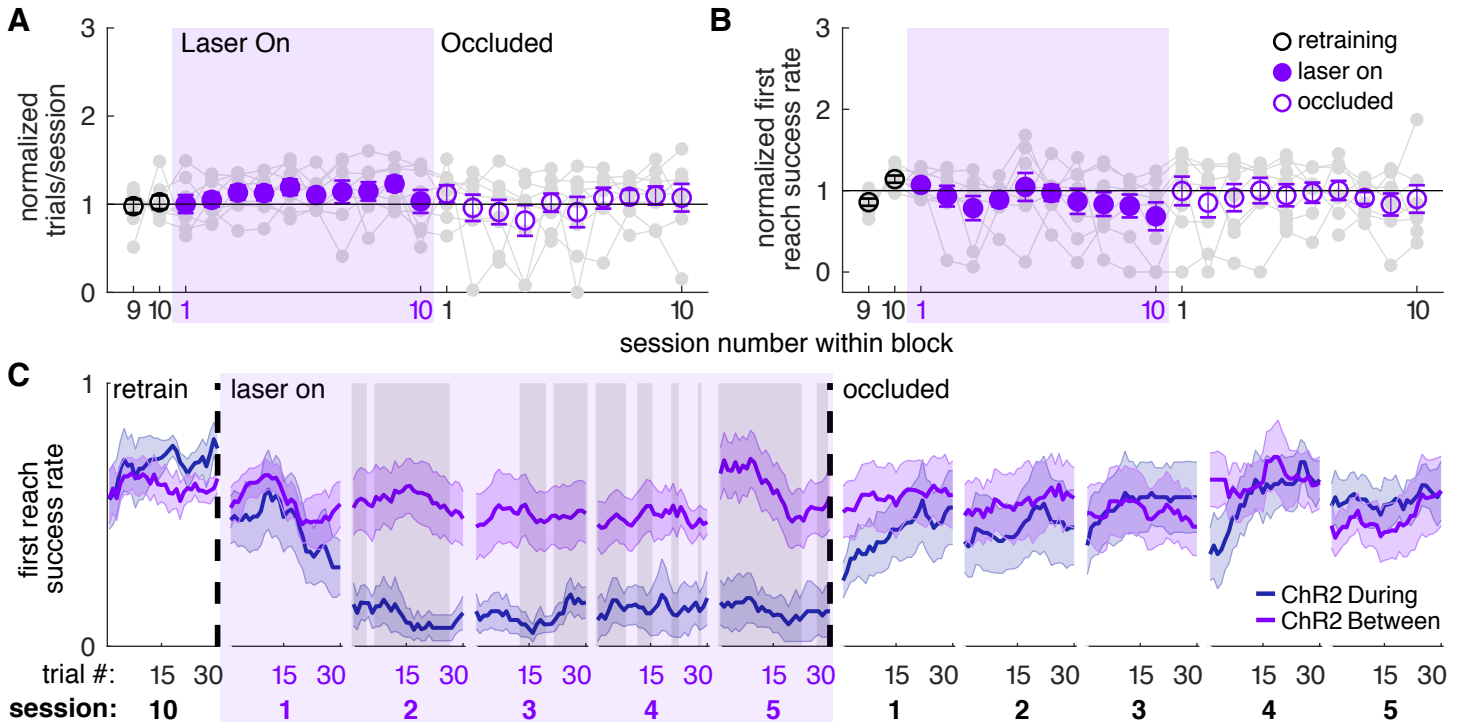 A
3
2
1
0
normalized
trials/session
Laser On
Occluded
9 10 1 10 1 10
B
3
2
1
0
normalized first
reach success rate
retraining
laser on
occluded
9 10 1 10 1 10
session number within block
C
1
0
first reach
success rate
retrain
laser on
occluded
ChR2 During
ChR2 Between
trial #: 15 30 15 30 15 30 15 30 15 30 15 30 15 30 15 30 15 30 15 30 15 30
session: 10 1 2 3 4 5 1 2 3 4 5